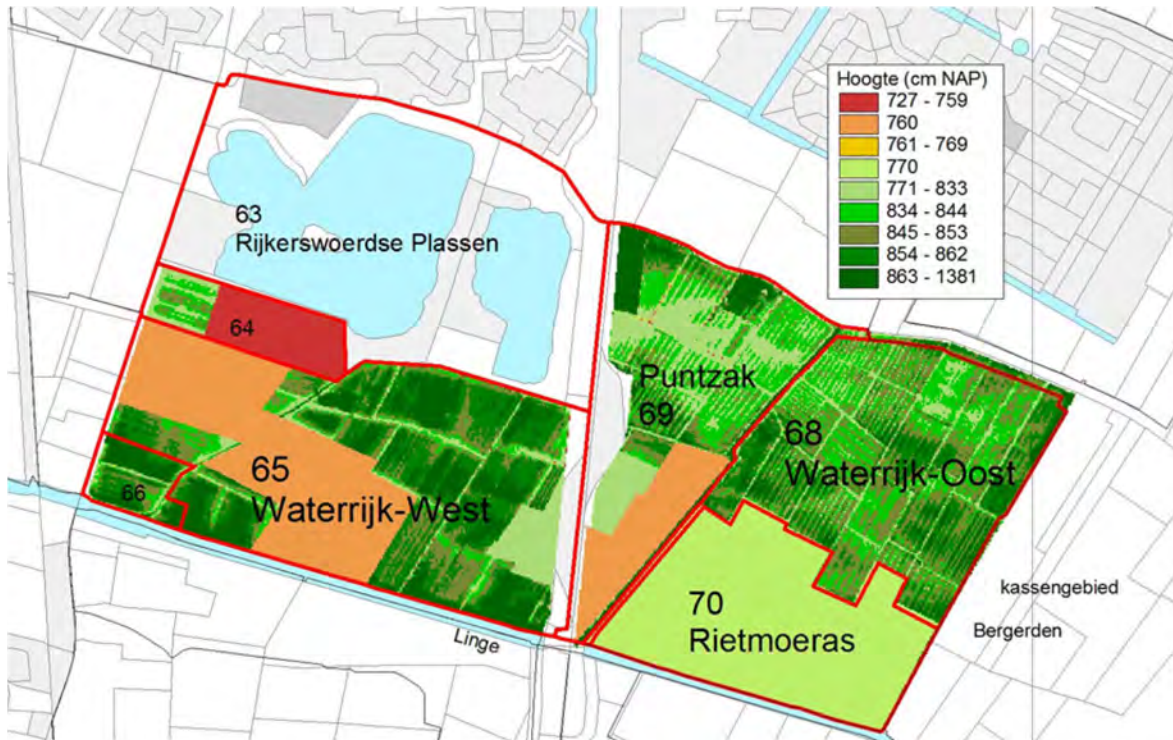 Hoogte (cm NAP)
727 - 759
760
761 - 769
770
771 - 833
834 - 844
845 - 853
854 - 862
863 - 1381
63
Rijkerswoerdse Plassen
64
Puntzak
69
68
Waterrijk-Oost
65
Waterrijk-West
66
70
Rietmoeras
kassengebied
Bergerden
Linge